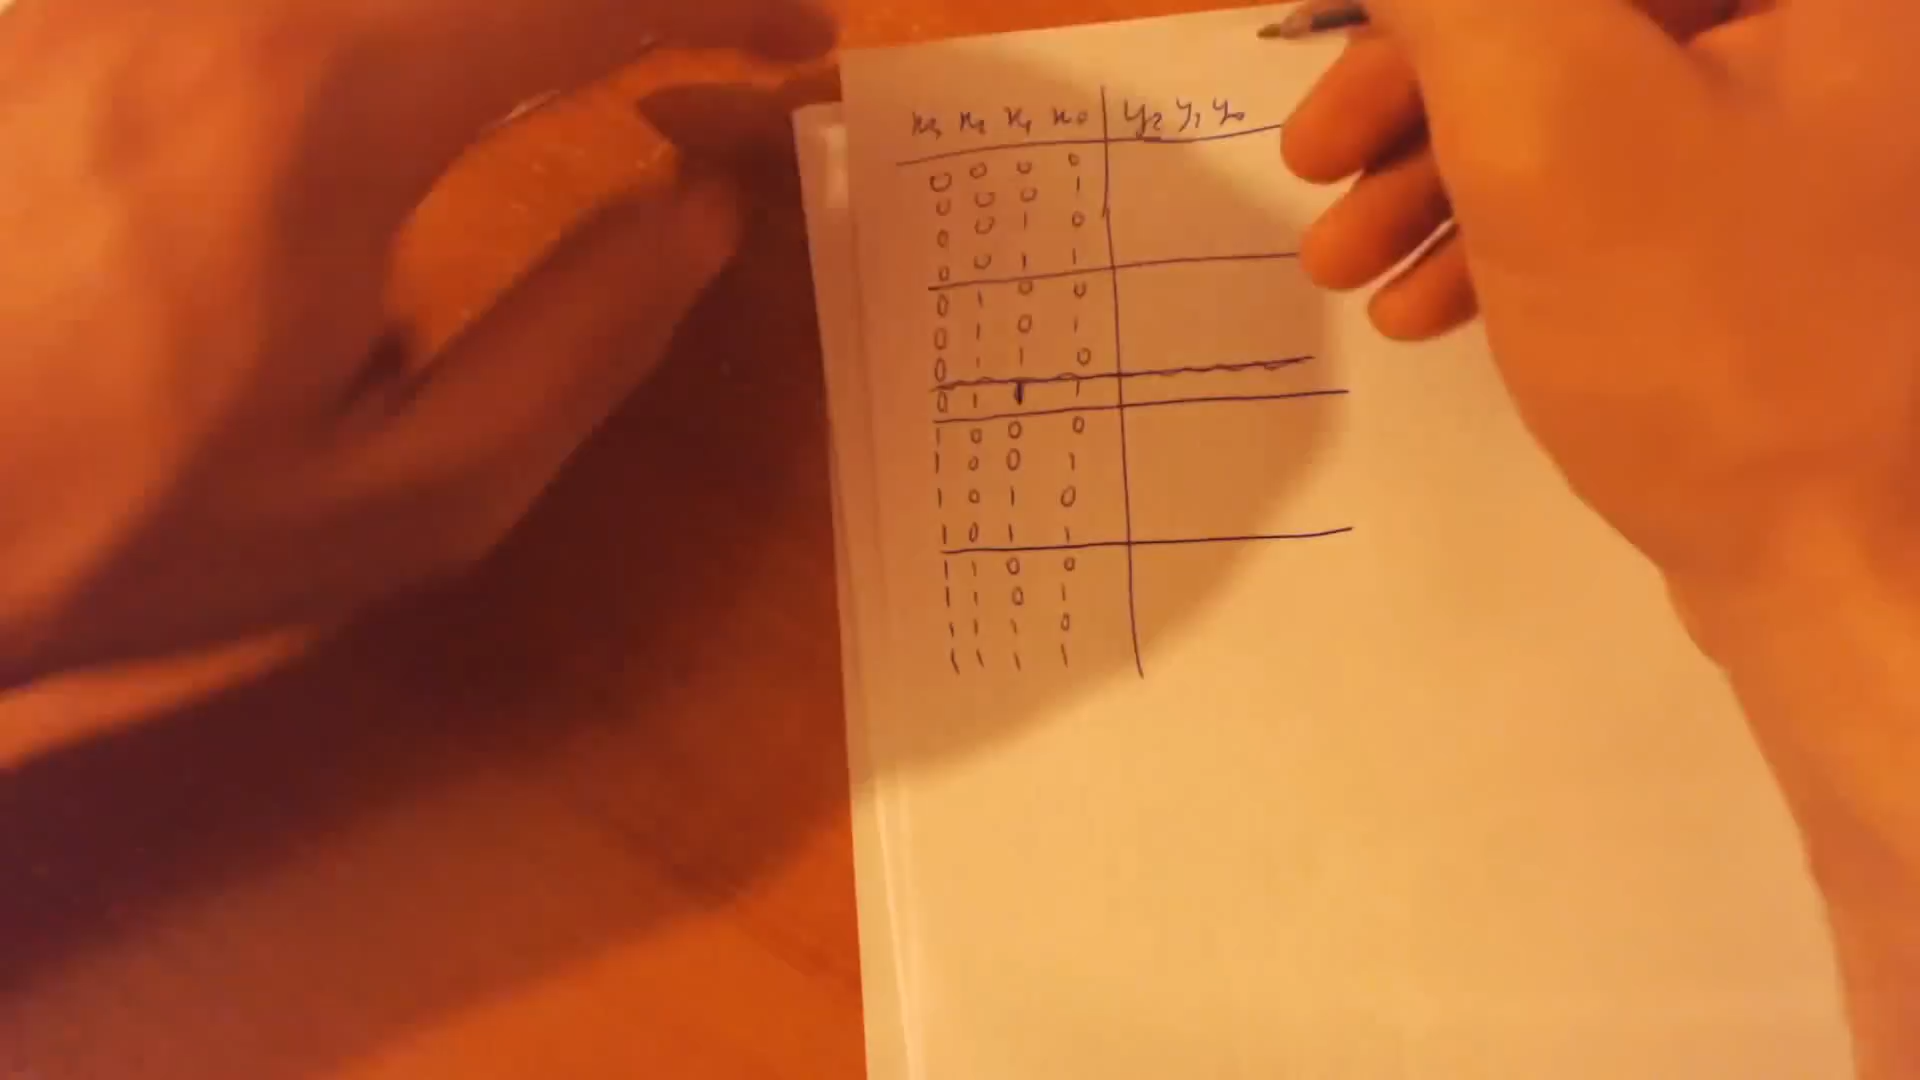 x₃ x₂ x₁ x₀ | y₂ y₁ y₀
0 0 0 0
0 0 0 1
0 0 1 0
0 0 1 1
0 1 0 0
0 1 0 1
0 1 1 0
0 1 1 1
1 0 0 0
1 0 0 1
1 0 1 0
1 0 1 1
1 1 0 0
1 1 0 1
1 1 1 0
1 1 1 1